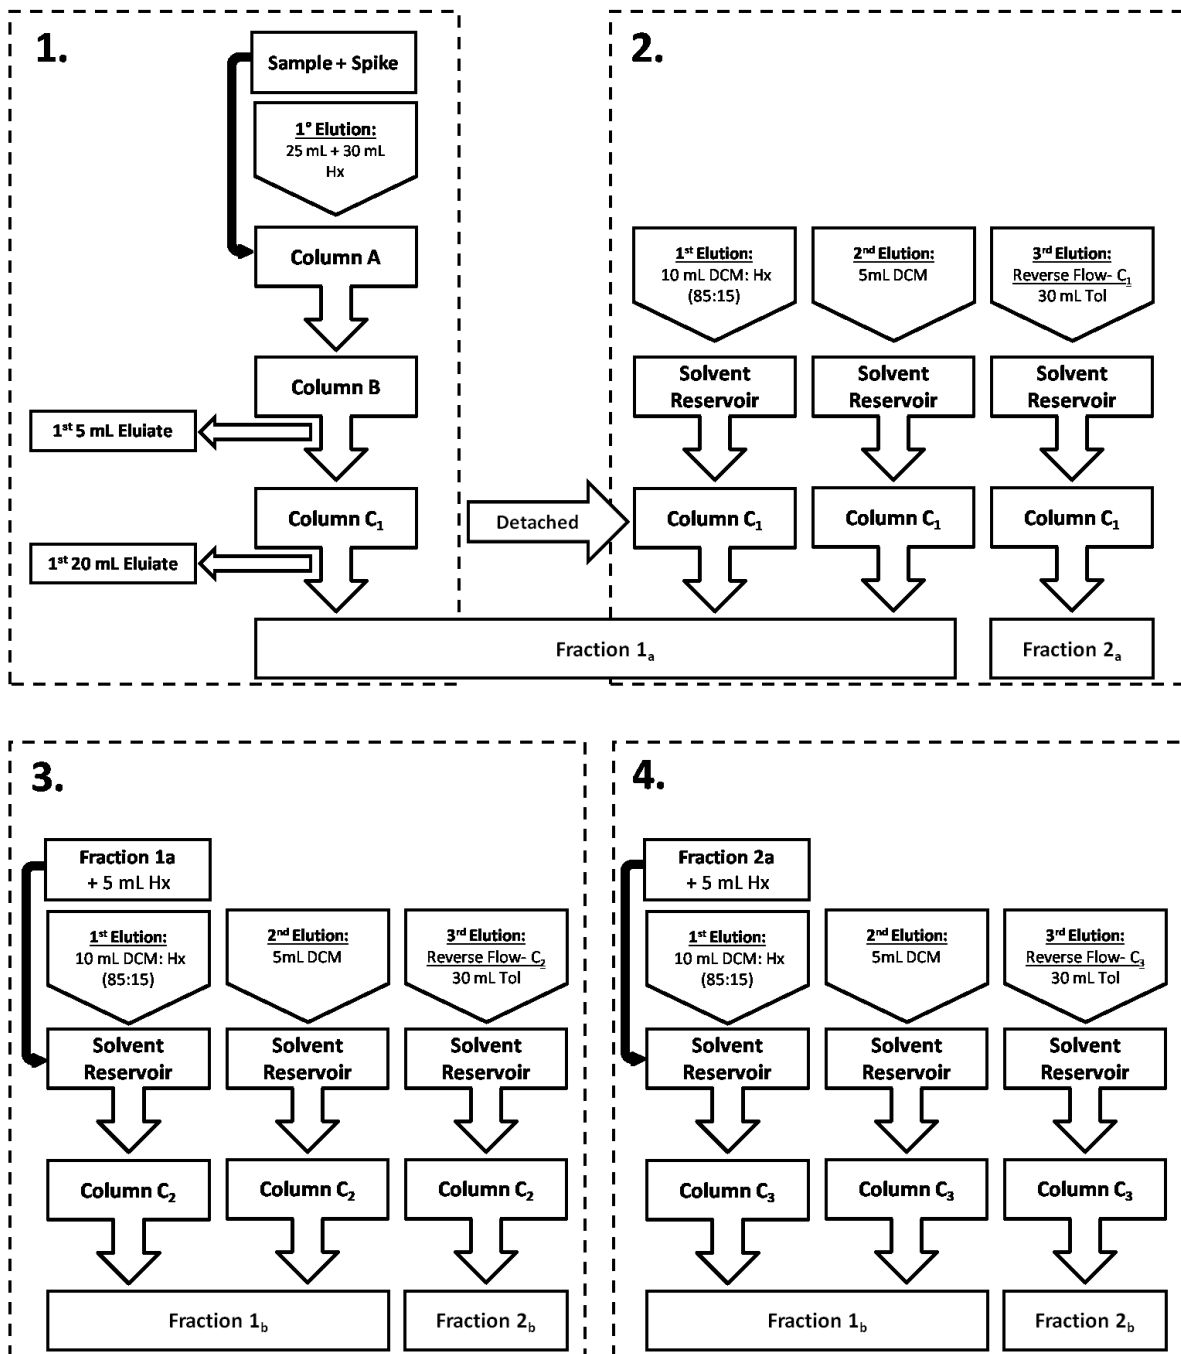 1.
Sample + Spike
1° Elution:
25 mL + 30 mL
Hx
Column A
Column B
1st 5 mL Eluiate
Column C1
1st 20 mL Eluiate
Detached
2.
1st Elution:
10 mL DCM: Hx
(85:15)
2nd Elution:
5mL DCM
3rd Elution:
Reverse Flow- C1
30 mL Tol
Solvent
Reservoir
Solvent
Reservoir
Solvent
Reservoir
Column C1
Column C1
Column C1
Fraction 1a
Fraction 2a
3.
Fraction 1a
+ 5 mL Hx
1st Elution:
10 mL DCM: Hx
(85:15)
2nd Elution:
5mL DCM
3rd Elution:
Reverse Flow- C2
30 mL Tol
Solvent
Reservoir
Solvent
Reservoir
Solvent
Reservoir
Column C2
Column C2
Column C2
Fraction 1b
Fraction 2b
4.
Fraction 2a
+ 5 mL Hx
1st Elution:
10 mL DCM: Hx
(85:15)
2nd Elution:
5mL DCM
3rd Elution:
Reverse Flow- C3
30 mL Tol
Solvent
Reservoir
Solvent
Reservoir
Solvent
Reservoir
Column C3
Column C3
Column C3
Fraction 1b
Fraction 2b